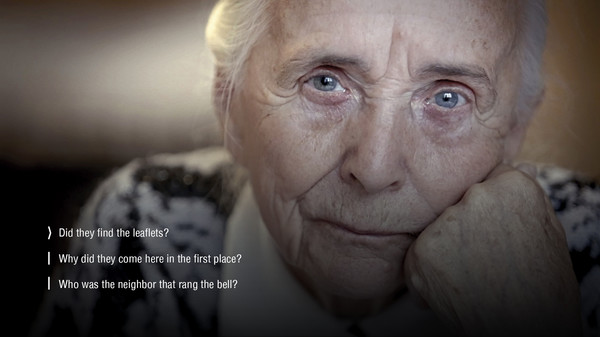 Did they find the leaflets?
Why did they come here in the first place?
Who was the neighbor that rang the bell?